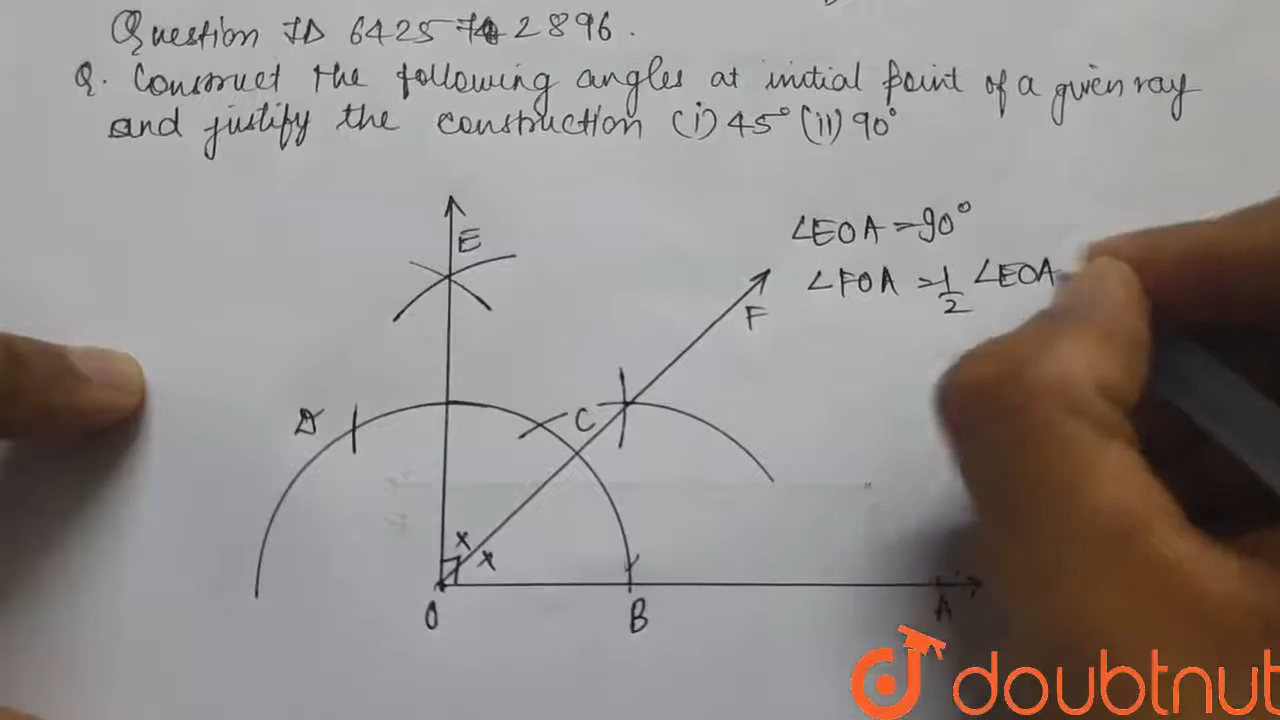 Question ID 6425 2896.
Q. Construct the following angles at initial point of a given ray
and justify the construction (i) 45° (ii) 90°
E
∠EOA = 90°
∠FOA = 1/2 ∠EOA
F
D
C
x
x
O
B
A
doubtnut